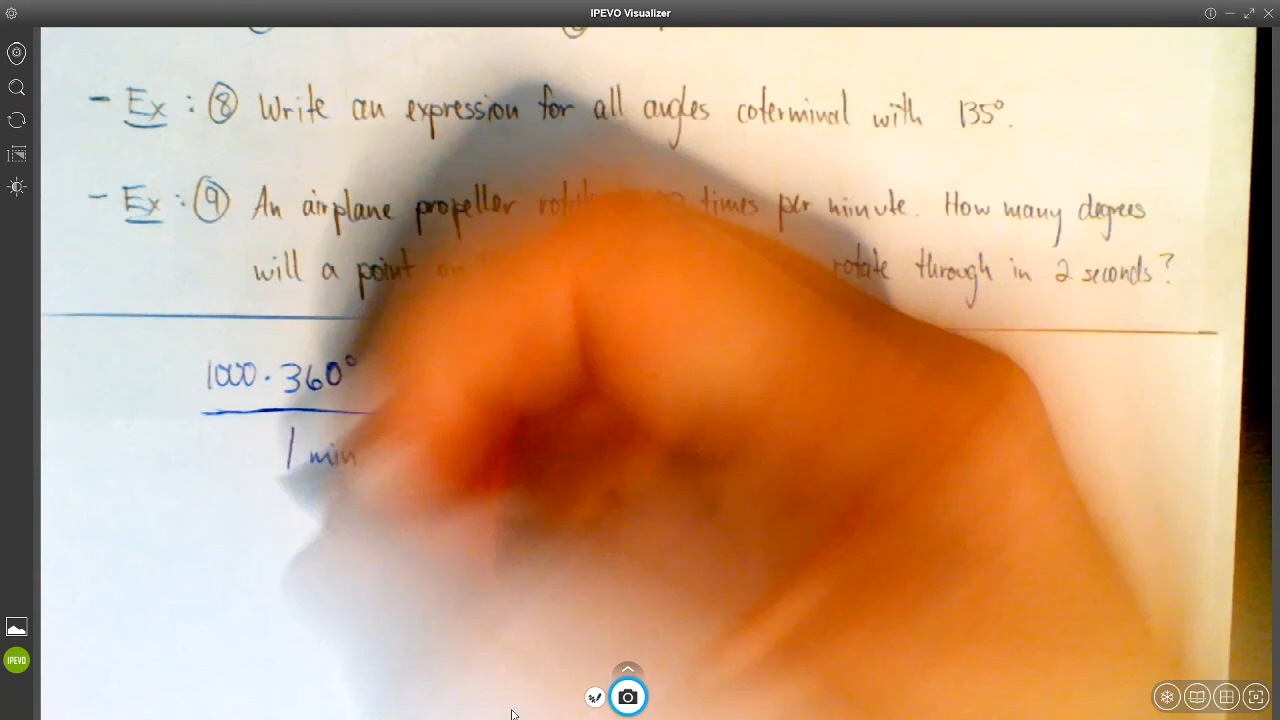 IPEVO Visualizer
- Ex: ⑧ Write an expression for all angles coterminal with 135°.
- Ex: ⑨ An airplane propeller times per minute. How many degrees
will a point rotate through in 2 seconds?
1000 · 360°
1 min
IPEVO